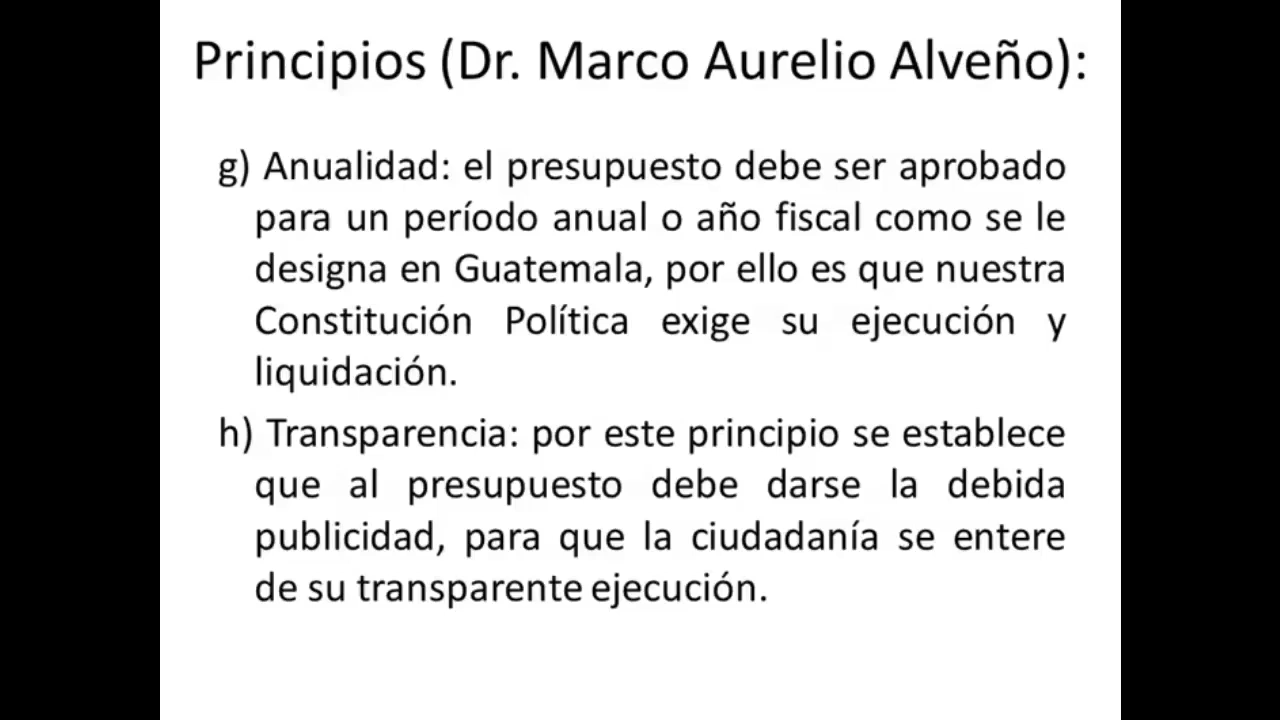 Principios (Dr. Marco Aurelio Alveño):
g) Anualidad: el presupuesto debe ser aprobado
para un período anual o año fiscal como se le
designa en Guatemala, por ello es que nuestra
Constitución Política exige su ejecución y
liquidación.
h) Transparencia: por este principio se establece
que al presupuesto debe darse la debida
publicidad, para que la ciudadanía se entere
de su transparente ejecución.